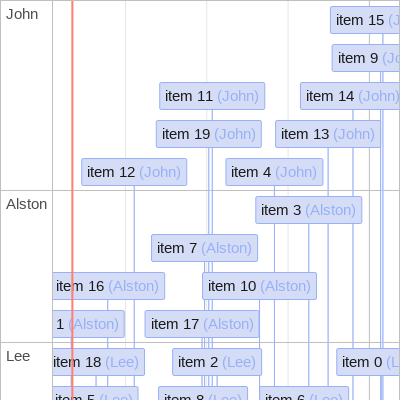 John
item 15 (J
item 9 (Jo
item 11 (John)
item 14 (John)
item 19 (John)
item 13 (John)
item 12 (John)
item 4 (John)
Alston
item 3 (Alston)
item 7 (Alston)
item 16 (Alston)
item 10 (Alston)
1 (Alston)
item 17 (Alston)
Lee
item 18 (Lee)
item 2 (Lee)
item 0 (L
item 5 (Lee)
item 8 (Lee)
item 6 (Lee)